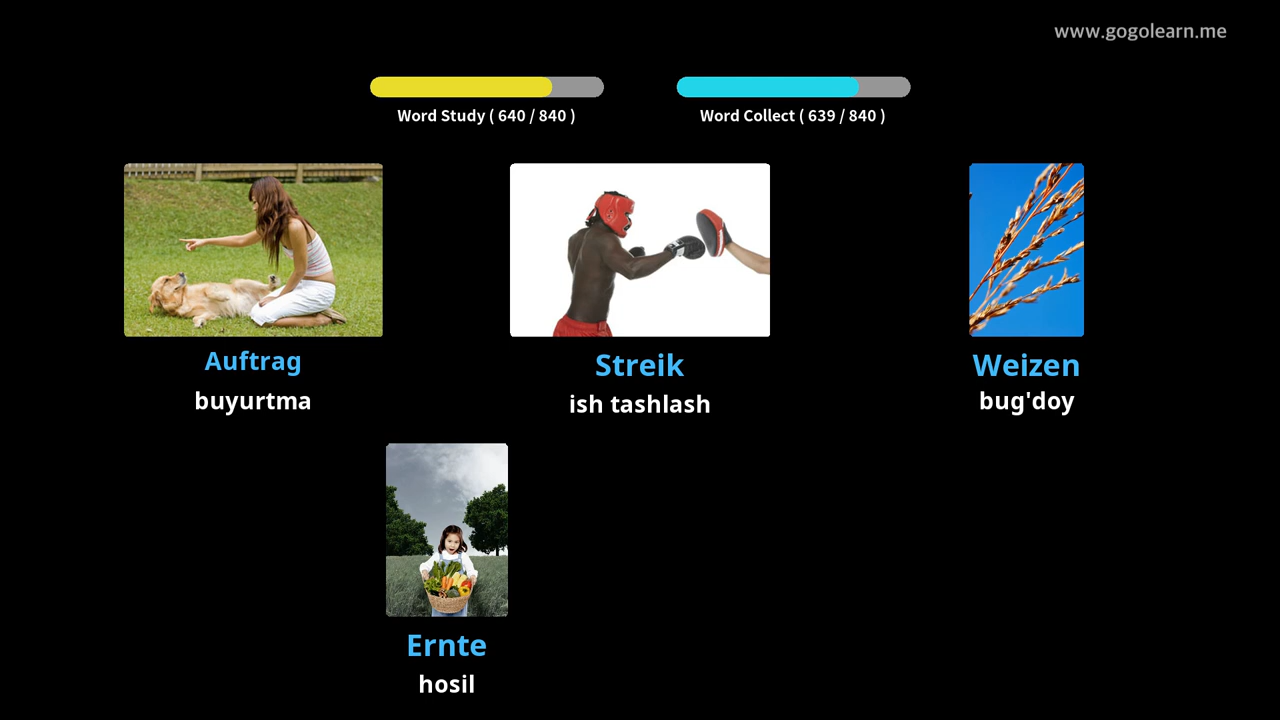 www.gogolearn.me
Word Study ( 640 / 840 )
Word Collect ( 639 / 840 )
Auftrag
buyurtma
Streik
ish tashlash
Weizen
bug'doy
Ernte
hosil